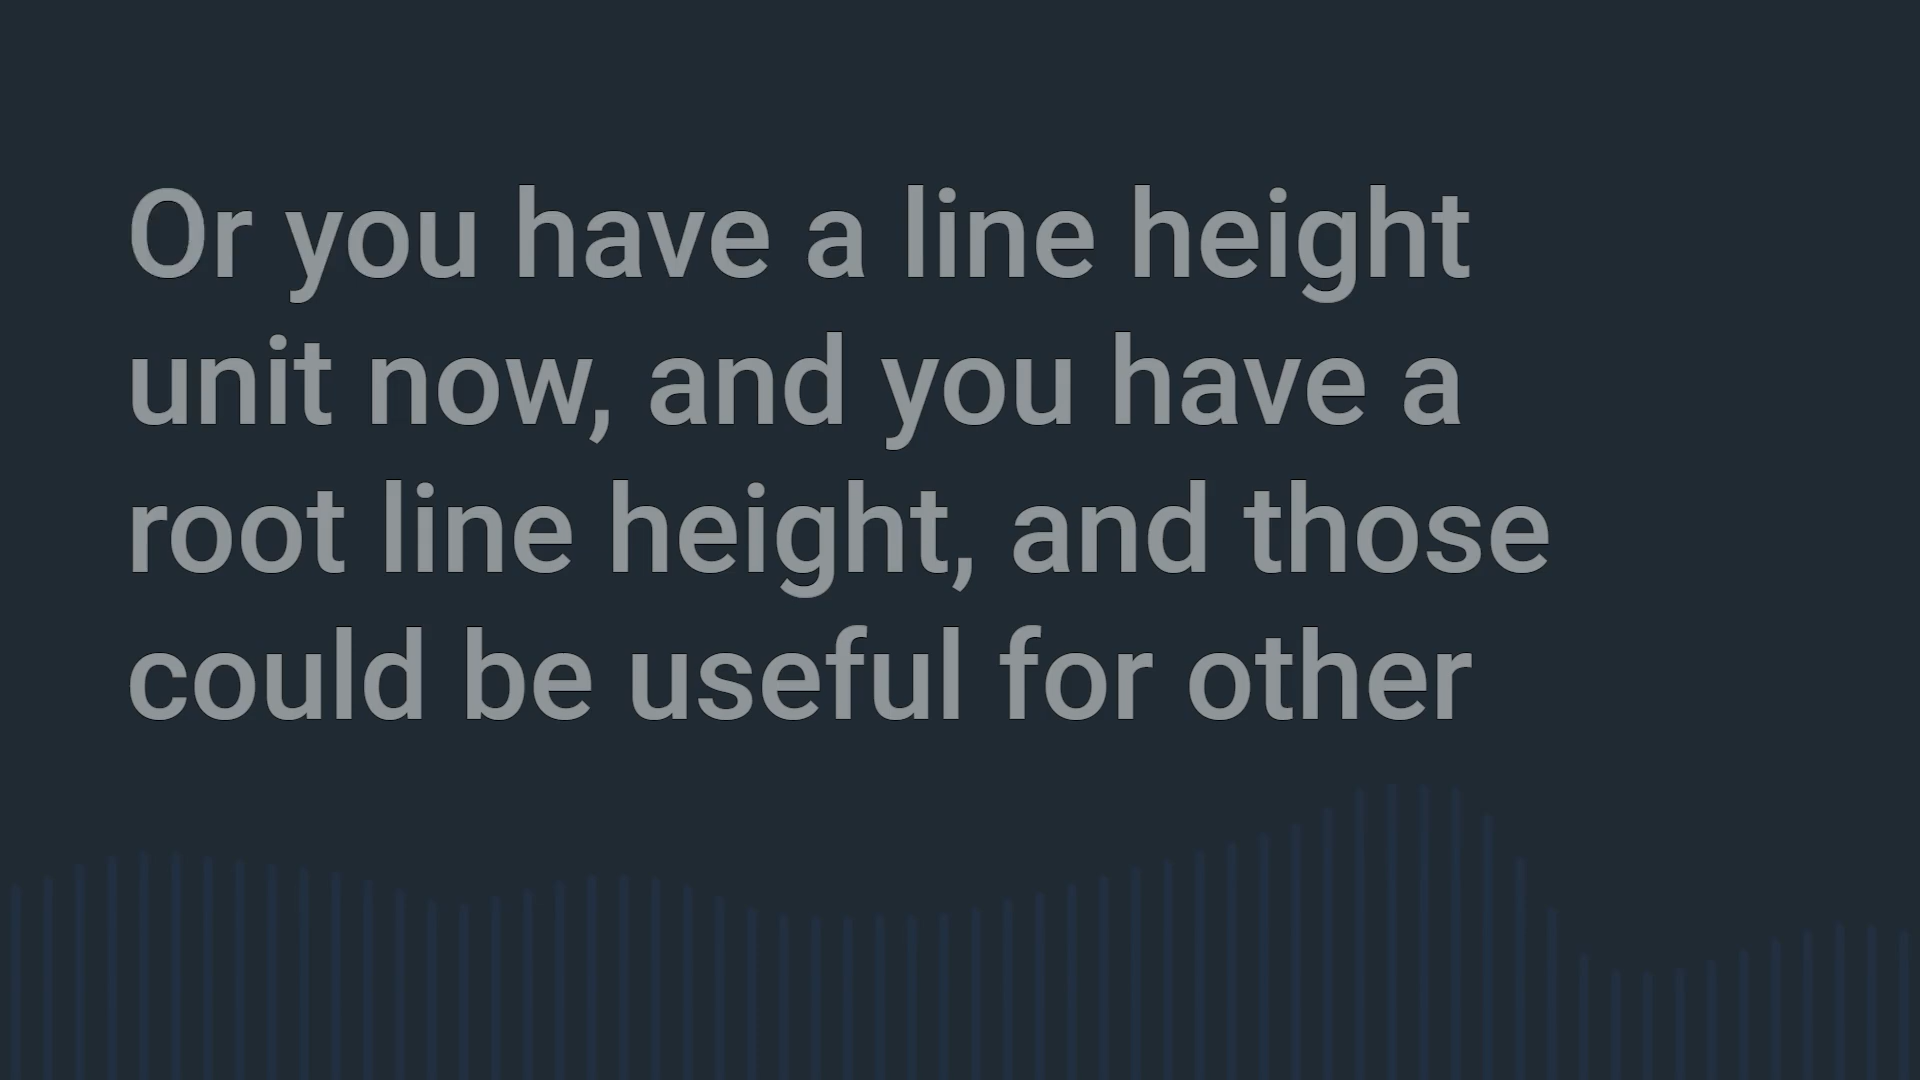 Or you have a line height
unit now, and you have a
root line height, and those
could be useful for other